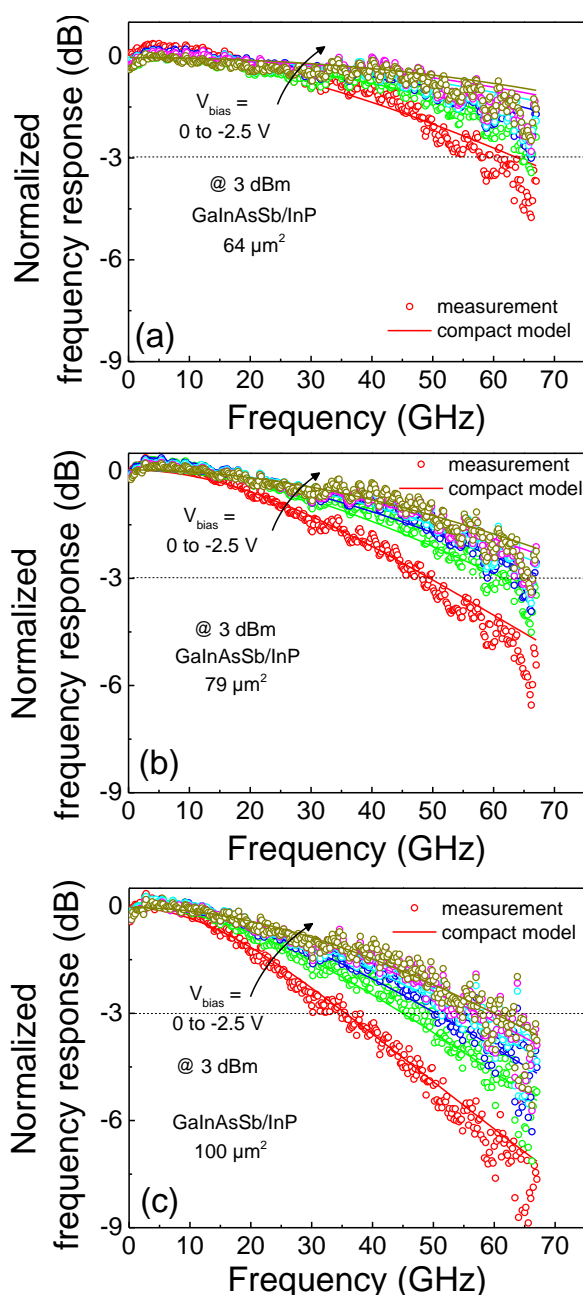 Normalized
frequency response (dB)
0
-3
-6
-9
V_bias =
0 to -2.5 V
@ 3 dBm
GaInAsSb/InP
64 µm²
measurement
compact model
(a)
0 10 20 30 40 50 60 70
Frequency (GHz)
Normalized
frequency response (dB)
0
-3
-6
-9
measurement
compact model
V_bias =
0 to -2.5 V
@ 3 dBm
GaInAsSb/InP
79 µm²
(b)
0 10 20 30 40 50 60 70
Frequency (GHz)
Normalized
frequency response (dB)
0
-3
-6
-9
measurement
compact model
V_bias =
0 to -2.5 V
@ 3 dBm
GaInAsSb/InP
100 µm²
(c)
0 10 20 30 40 50 60 70
Frequency (GHz)